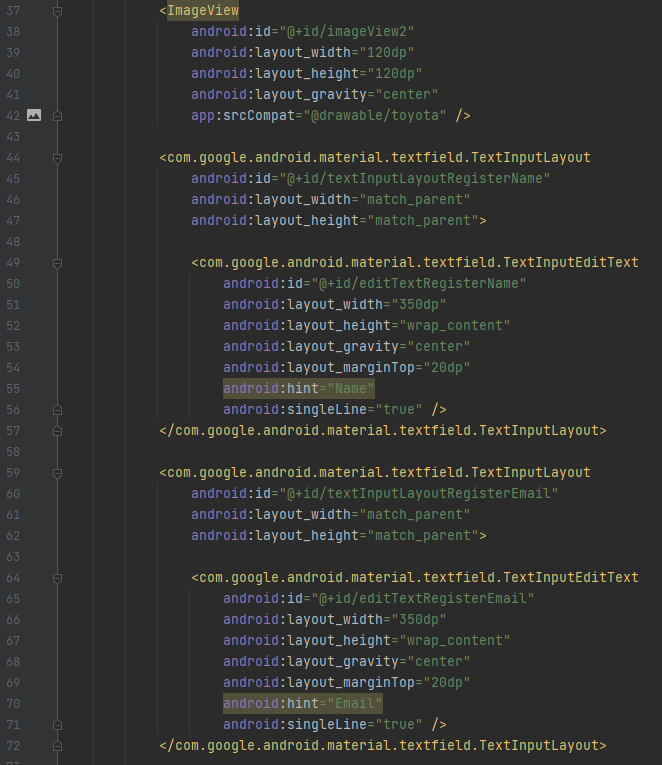 37 <ImageView
38 android:id="@+id/imageView2"
39 android:layout_width="120dp"
40 android:layout_height="120dp"
41 android:layout_gravity="center"
42 app:srcCompat="@drawable/toyota" />
43
44 <com.google.android.material.textfield.TextInputLayout
45 android:id="@+id/textInputLayoutRegisterName"
46 android:layout_width="match_parent"
47 android:layout_height="match_parent">
48
49 <com.google.android.material.textfield.TextInputEditText
50 android:id="@+id/editTextRegisterName"
51 android:layout_width="350dp"
52 android:layout_height="wrap_content"
53 android:layout_gravity="center"
54 android:layout_marginTop="20dp"
55 android:hint="Name"
56 android:singleLine="true" />
57 </com.google.android.material.textfield.TextInputLayout>
58
59 <com.google.android.material.textfield.TextInputLayout
60 android:id="@+id/textInputLayoutRegisterEmail"
61 android:layout_width="match_parent"
62 android:layout_height="match_parent">
63
64 <com.google.android.material.textfield.TextInputEditText
65 android:id="@+id/editTextRegisterEmail"
66 android:layout_width="350dp"
67 android:layout_height="wrap_content"
68 android:layout_gravity="center"
69 android:layout_marginTop="20dp"
70 android:hint="Email"
71 android:singleLine="true" />
72 </com.google.android.material.textfield.TextInputLayout>